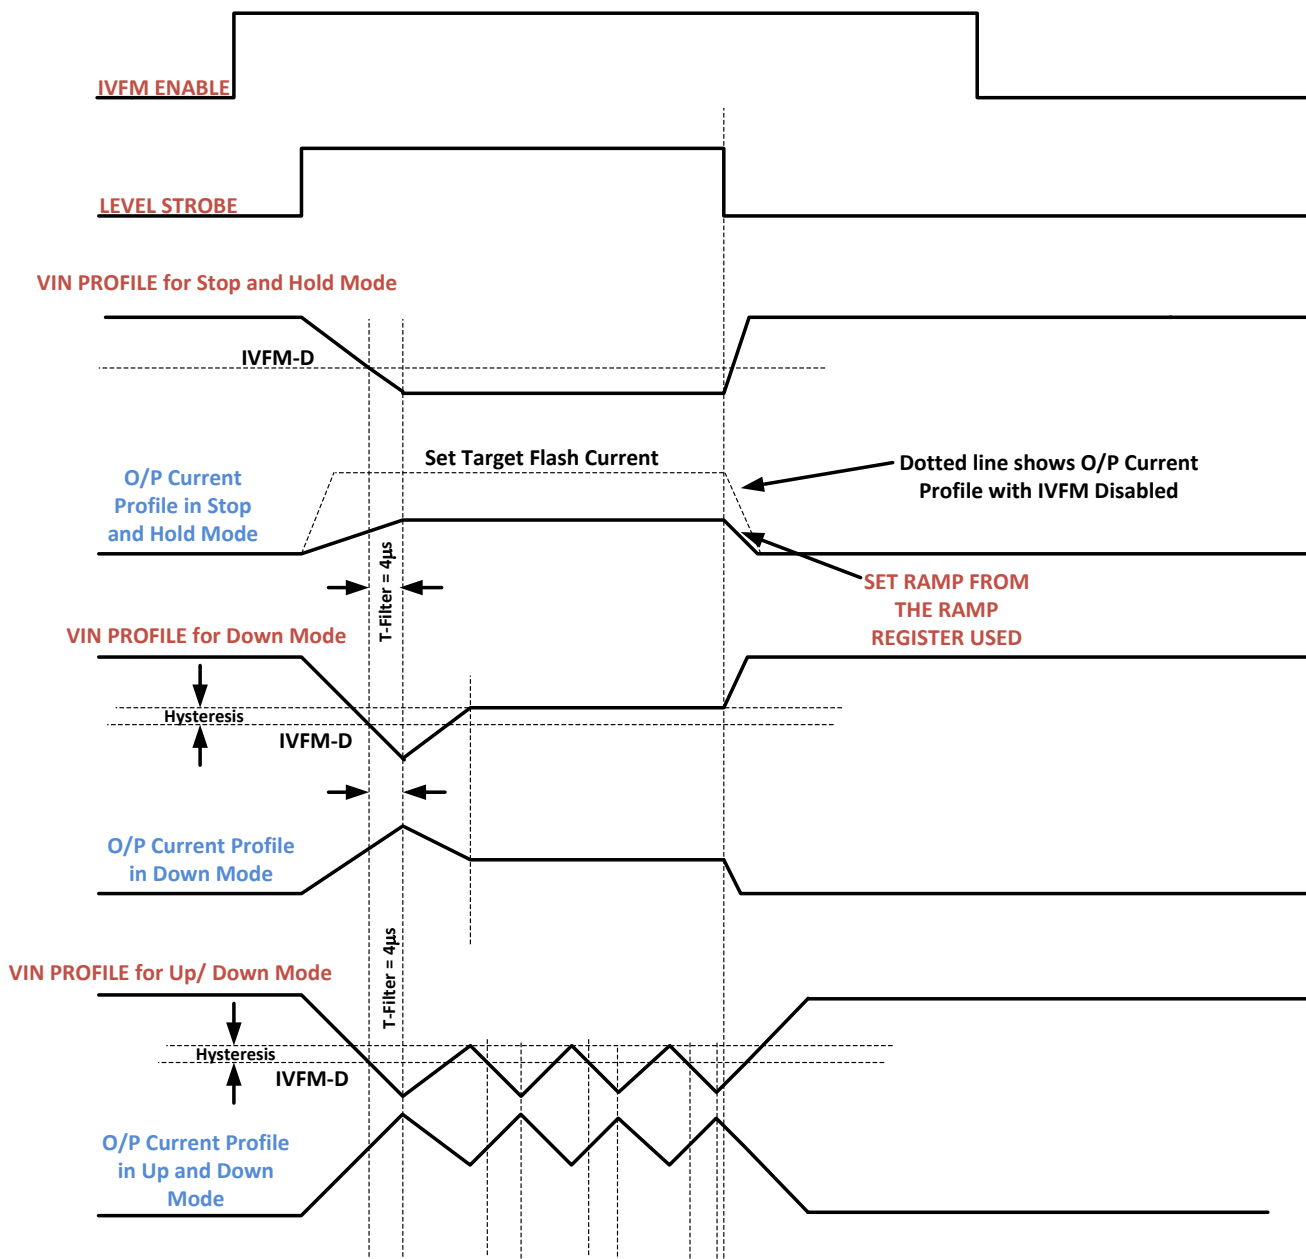 IVFM ENABLE
LEVEL STROBE
VIN PROFILE for Stop and Hold Mode
IVFM-D
Set Target Flash Current
O/P Current
Profile in Stop
and Hold Mode
Dotted line shows O/P Current
Profile with IVFM Disabled
T-Filter = 4µs
SET RAMP FROM
THE RAMP
REGISTER USED
VIN PROFILE for Down Mode
Hysteresis
IVFM-D
O/P Current Profile
in Down Mode
T-Filter = 4µs
VIN PROFILE for Up/ Down Mode
Hysteresis
IVFM-D
O/P Current Profile
in Up and Down
Mode